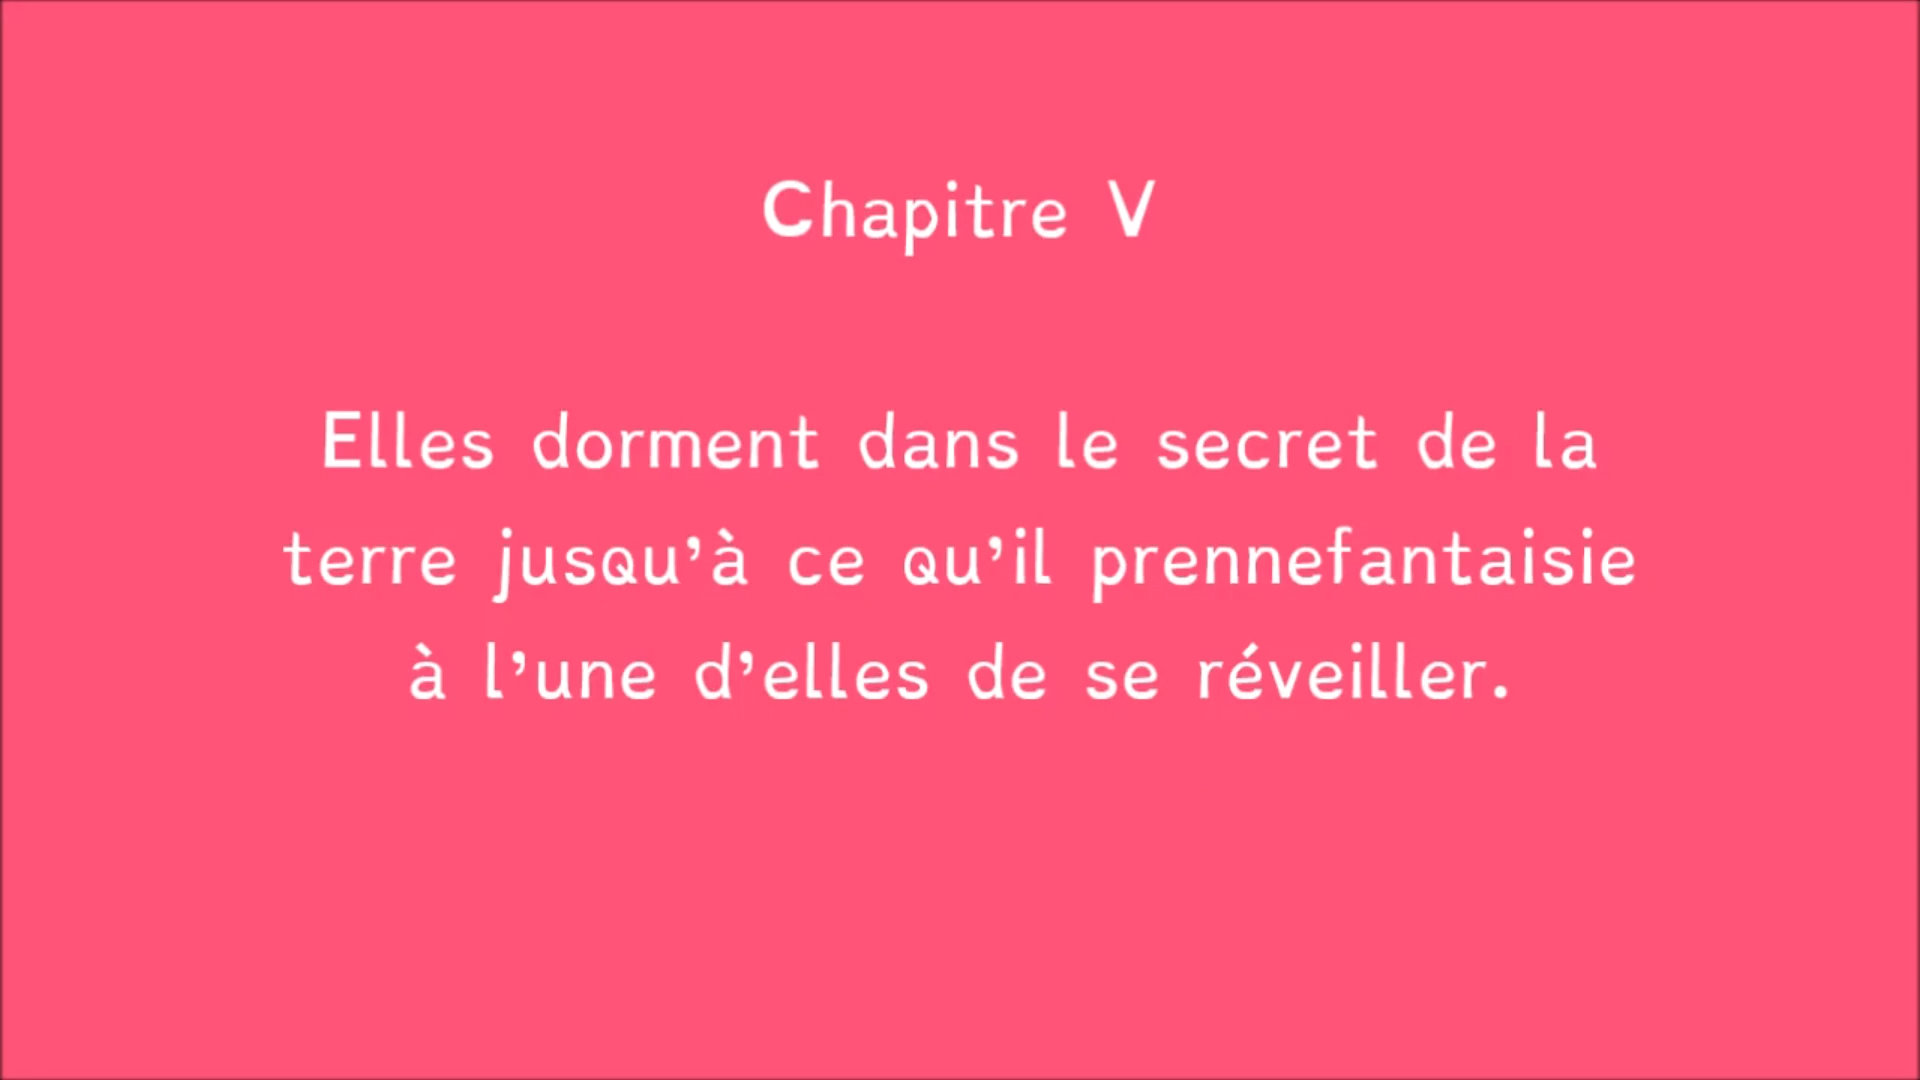 Chapitre V
Elles dorment dans le secret de la
terre jusqu’à ce qu’il prennefantaisie
à l’une d’elles de se réveiller.